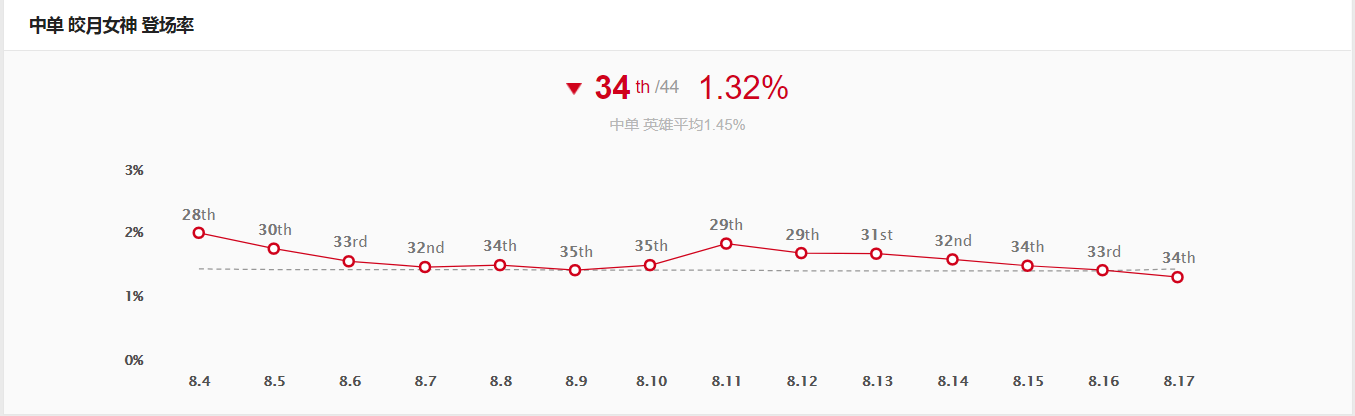 中单 皎月女神 登场率
34 th /44 1.32%
中单 英雄平均1.45%
3%
2%
1%
0%
28th 30th 33rd 32nd 34th 35th 35th 29th 29th 31st 32nd 34th 33rd 34th
8.4 8.5 8.6 8.7 8.8 8.9 8.10 8.11 8.12 8.13 8.14 8.15 8.16 8.17